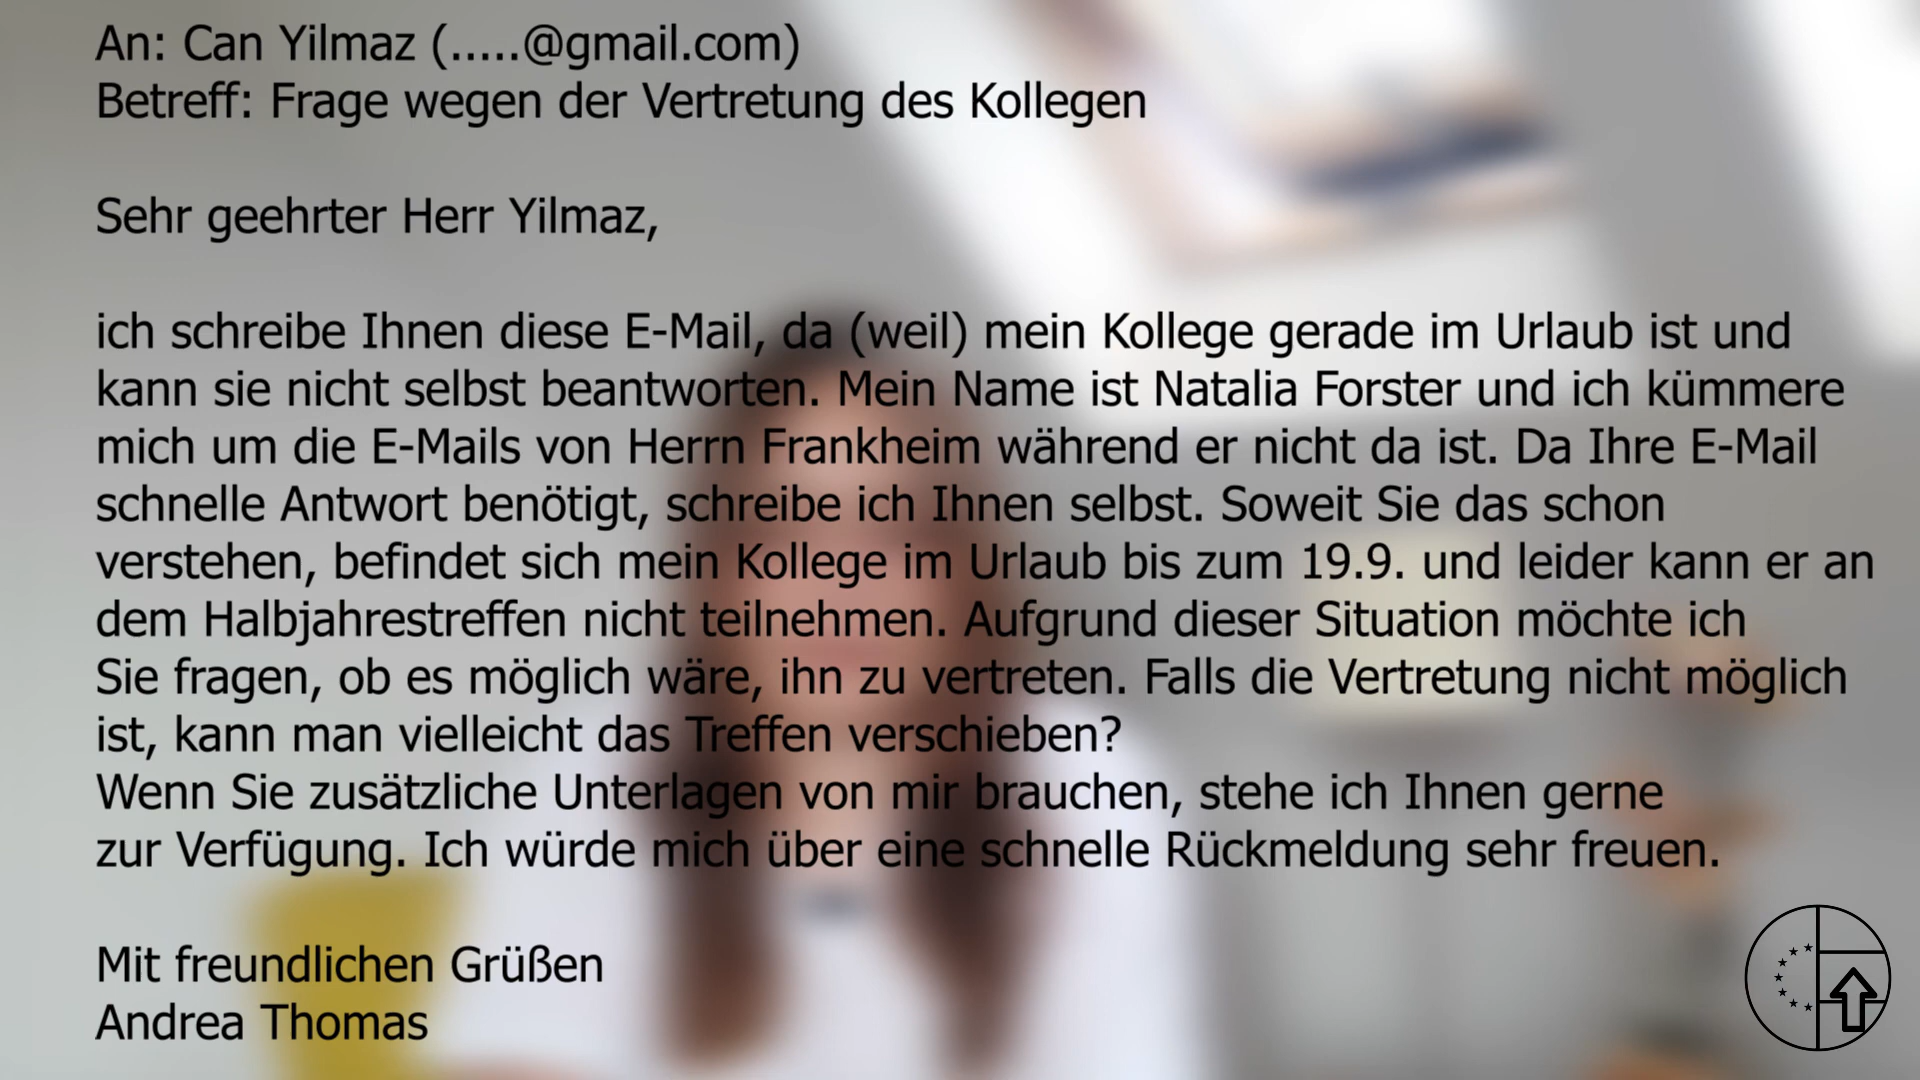 An: Can Yilmaz (.....@gmail.com)
Betreff: Frage wegen der Vertretung des Kollegen
Sehr geehrter Herr Yilmaz,
ich schreibe Ihnen diese E-Mail, da (weil) mein Kollege gerade im Urlaub ist und
kann sie nicht selbst beantworten. Mein Name ist Natalia Forster und ich kümmere
mich um die E-Mails von Herrn Frankheim während er nicht da ist. Da Ihre E-Mail
schnelle Antwort benötigt, schreibe ich Ihnen selbst. Soweit Sie das schon
verstehen, befindet sich mein Kollege im Urlaub bis zum 19.9. und leider kann er an
dem Halbjahrestreffen nicht teilnehmen. Aufgrund dieser Situation möchte ich
Sie fragen, ob es möglich wäre, ihn zu vertreten. Falls die Vertretung nicht möglich
ist, kann man vielleicht das Treffen verschieben?
Wenn Sie zusätzliche Unterlagen von mir brauchen, stehe ich Ihnen gerne
zur Verfügung. Ich würde mich über eine schnelle Rückmeldung sehr freuen.
Mit freundlichen Grüßen
Andrea Thomas